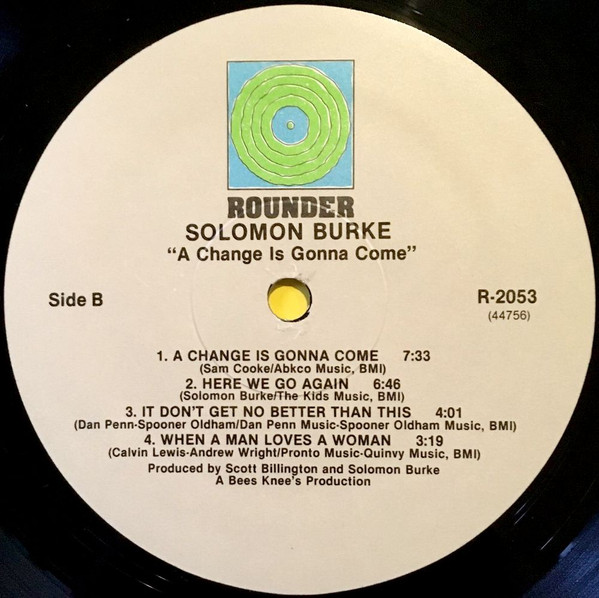 ROUNDER
SOLOMON BURKE
“A Change Is Gonna Come”
Side B
R-2053
(44756)
1. A CHANGE IS GONNA COME 7:33
(Sam Cooke/Abkco Music, BMI)
2. HERE WE GO AGAIN 6:46
(Solomon Burke/The Kids Music, BMI)
3. IT DON'T GET NO BETTER THAN THIS 4:01
(Dan Penn-Spooner Oldham/Dan Penn Music-Spooner Oldham Music, BMI)
4. WHEN A MAN LOVES A WOMAN 3:19
(Calvin Lewis-Andrew Wright/Pronto Music-Quinvy Music, BMI)
Produced by Scott Billington and Solomon Burke
A Bees Knee's Production